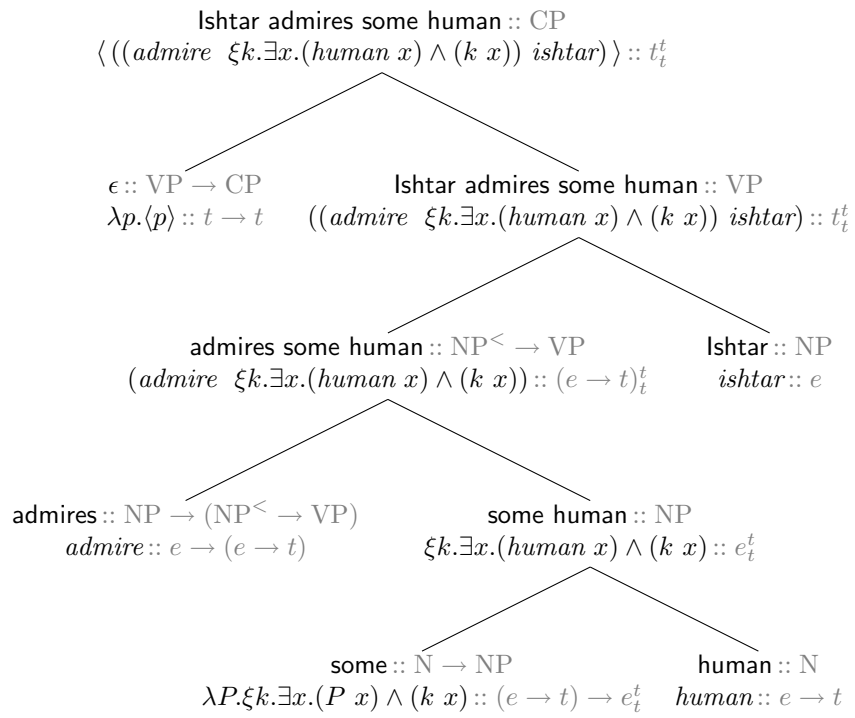 Ishtar admires some human :: CP
⟨ ((admire ξk.∃x.(human x) ∧ (k x)) ishtar) ⟩ :: t_t^t
ϵ :: VP → CP
λp.⟨p⟩ :: t → t
Ishtar admires some human :: VP
((admire ξk.∃x.(human x) ∧ (k x)) ishtar) :: t_t^t
admires some human :: NP^< → VP
(admire ξk.∃x.(human x) ∧ (k x)) :: (e → t)_t^t
Ishtar :: NP
ishtar :: e
admires :: NP → (NP^< → VP)
admire :: e → (e → t)
some human :: NP
ξk.∃x.(human x) ∧ (k x) :: e_t^t
some :: N → NP
λP.ξk.∃x.(P x) ∧ (k x) :: (e → t) → e_t^t
human :: N
human :: e → t